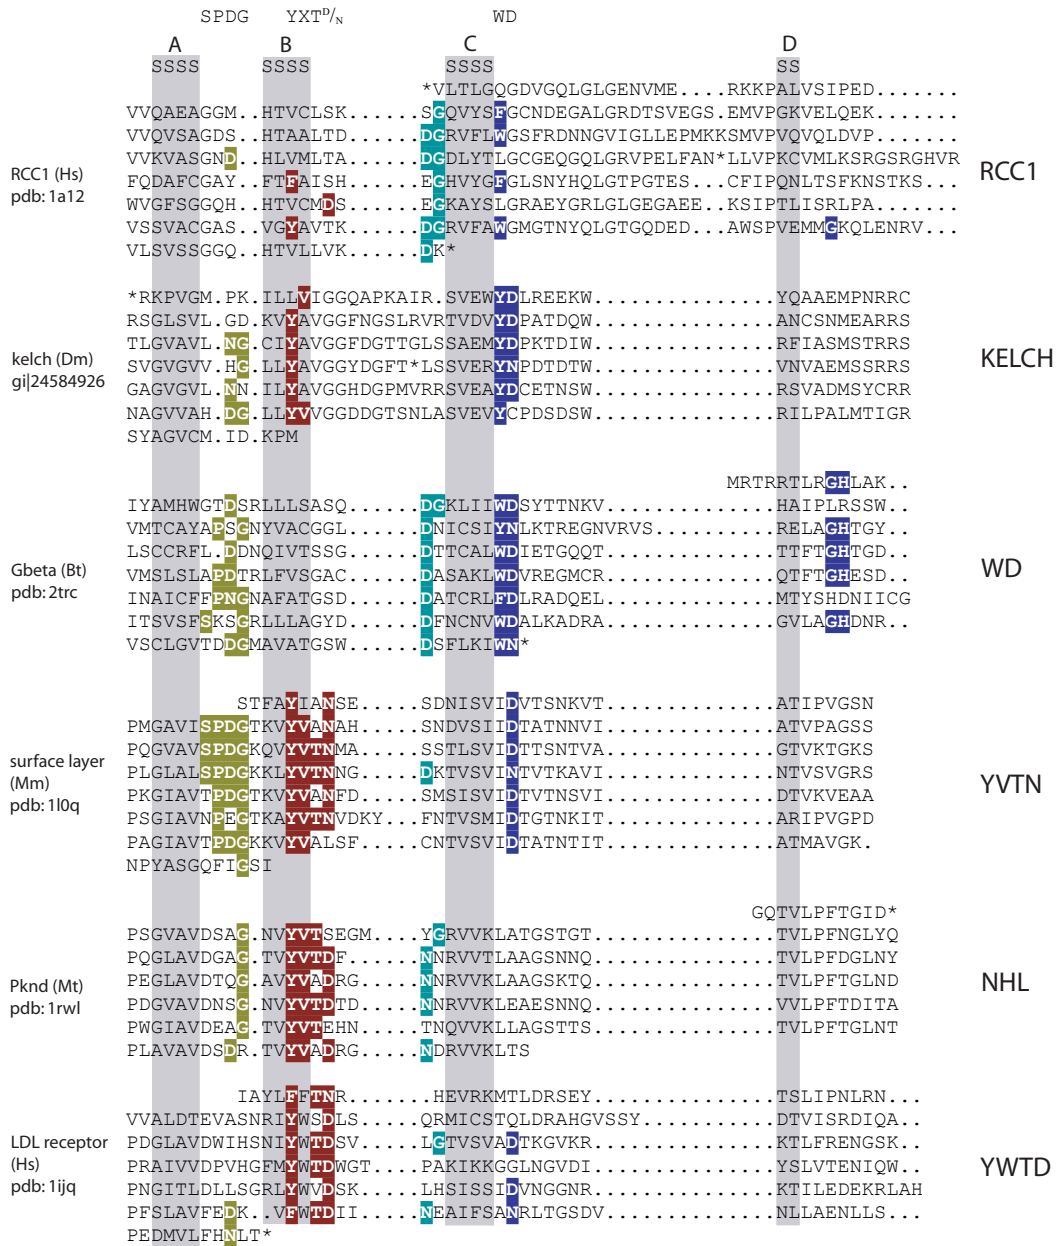 SPDG YXTD/N WD
A B C D
SSSS SSSS SSSS SS
*VLTLGQGDVGQLGLGENVME....RKKPALVSIPED.......
VVQAEAGGM.HTVCLSK......SGQVYSFGCNDEGALGRDTSVEGS.EMVPGKVELQEK.....
VVQVSAGDS.HTAALTD......DGRVFLWGSFRDNNGVIGLLEPMKKSMVPVQVQLDVP.....
VVKVASGND.HLVMLTA......DGDLYTLGCGEQGQLGRVPELFAN*LLVPKCVMLKSRGSRGHVR
RCC1 (Hs)
pdb: 1a12
RCC1
FQDAFCGAY.FTFAISH......EGHVYGFGLSNYHQLGTPGTES...CFIPQNLTSFKNSTKS.
WVGFSGGQH.HTVCMDS......EGKAYSLGRAEYGRLGLGEGAEE..KSIPTLISRLPA.....
VSSVACGAS.VGYAVTK......DGRVFAWGMGTNYQLGTGQDED...AWSPVEMMGKQLENRV.
VLSVSSGGQ.HTVLLVK......DK*
*RKPVGM.PK.ILLVIGGQAPKAIR.SVEWYDLREEKW...............YQAAEMPNRRC
RSGLSVL.GD.KVYAVGGFNGSLRVRTVDVYDPATDQW...............ANCSNMEARRS
TLGVAVL.NG.CIYAVGGFDGTTGLSSAEMYDPKTDIW...............RFIASMSTRRS
kelch (Dm)
gi|24584926
KELCH
SVGVGVV.HG.LLYAVGGYDGFT*LSSVERYNPDTDTW...............VNVAEMSSRRS
GAGVGVL.NN.ILYAVGGHDGPMVRRSVEAYDCETNSW...............RSVADMSYCRR
NAGVVAH.DG.LLYVVGGDDGTSNLASVEVYCPDSDSW...............RILPALMTIGR
SYAGVCM.ID.KPM
MRTRRTLRGHLAK..
IYAMHWGTDSRLLLSASQ......DGKLIIWDSYTTNKV..............HAIPLRSSW..
VMTCAYAPSGNYVACGGL......DNICSIYNLKTREGNVRVS..........RELAGHTGY..
LSCCRFL.DDNQIVTSSG......DTTCALWDIETGQQT..............TTFTGHTGD..
Gbeta (Bt)
pdb: 2trc
WD
VMSLSLAPDTRLFVSGAC......DASAKLWDVREGMCR..............QTFTGHESD..
INAICFFPNGNAFATGSD......DATCRLFDLRADQEL..............MTYSHDNIICG
ITSVSFSKSGRLLLAGYD......DFNCNVWDALKADRA..............GVLAGHDNR..
VSCLGVTDDGMAVATGSW......DSFLKIWN*
STFAYIANSE.....SDNISVIDVTSNKVT..............ATIPVGSN
PMGAVISPDGTKVYVANAH.....SNDVSIIDTATNNVI..............ATVPAGSS
PQGVAVSPDGKQVYVTNMA.....SSTLSVIDTTSNTVA..............GTVKTGKS
surface layer
(Mm)
pdb: 1l0q
YVTN
PLGLALSPDGKKLYVTNNG.....DKTVSVINTVTKAVI..............NTVSVGRS
PKGIAVTPDGTKVYVANFD.....SMSISVIDTVTNSVI..............DTVKVEAA
PSGIAVNPEGTKAYVTNVDKY...FNTVSMIDTGTNKIT..............ARIPVGPD
PAGIAVTPDGKKVYVALSF.....CNTVSVIDTATNTIT..............ATMAVGK.
NPYASGQFIGSI
GQTVLPFTGID*
PSGVAVDSAG.NVYVTSEGM....YGRVVKLATGSTGT...............TVLPFNGLYQ
PQGLAVDGAG.TVYVTDF......NNRVVTLAAGSNNQ...............TVLPFDGLNY
PEGLAVDTQG.AVYVADRG.....NNRVVKLAAGSKTQ...............TVLPFTGLND
Pknd (Mt)
pdb: 1rwl
NHL
PDGVAVDNSG.NVYVTDTD.....NNRVVKLEAESNNQ...............VVLPFTDITA
PWGIAVDEAG.TVYVTEHN.....TNQVVKLLAGSTTS...............TVLPFTGLNT
PLAVAVDSDR.TVYVADRG.....NDRVVKLTS
IAYLFFTNR.......HEVRKMTLDRSEY...............TSLIPNLRN...
VVALDTEVASNRIYWSDLS.....QRMICSTQLDRAHGVSSY...........DTVISRDIQA..
PDGLAVDWIHSNIYWTDSV.....LGTVSVADTKGVKR...............KTLFRENGSK..
LDL receptor
(Hs)
pdb: 1ijq
YWTD
PRAIVVDPVHGFMYWTDWGT....PAKIKKGGLNGVDI...............YSLVTENIQW..
PNGITLDLLSGRLYWVDSK.....LHSISSIDVNGGNR...............KTILEDEKRLAH
PFSLAVFEDK..VFWTDII.....NEAIFSANRLTGSDV..............NLLAENLLS...
PEDMVLFHNLT*